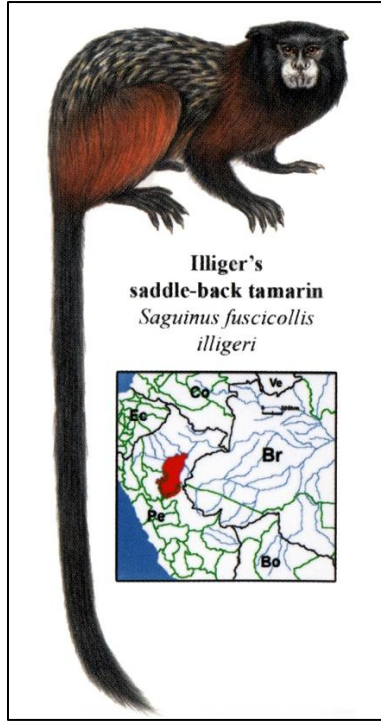 Illiger's
saddle-back tamarin
Saguinus fuscicollis
illigeri
Ve
Co
Ec
Br
Pe
Bo